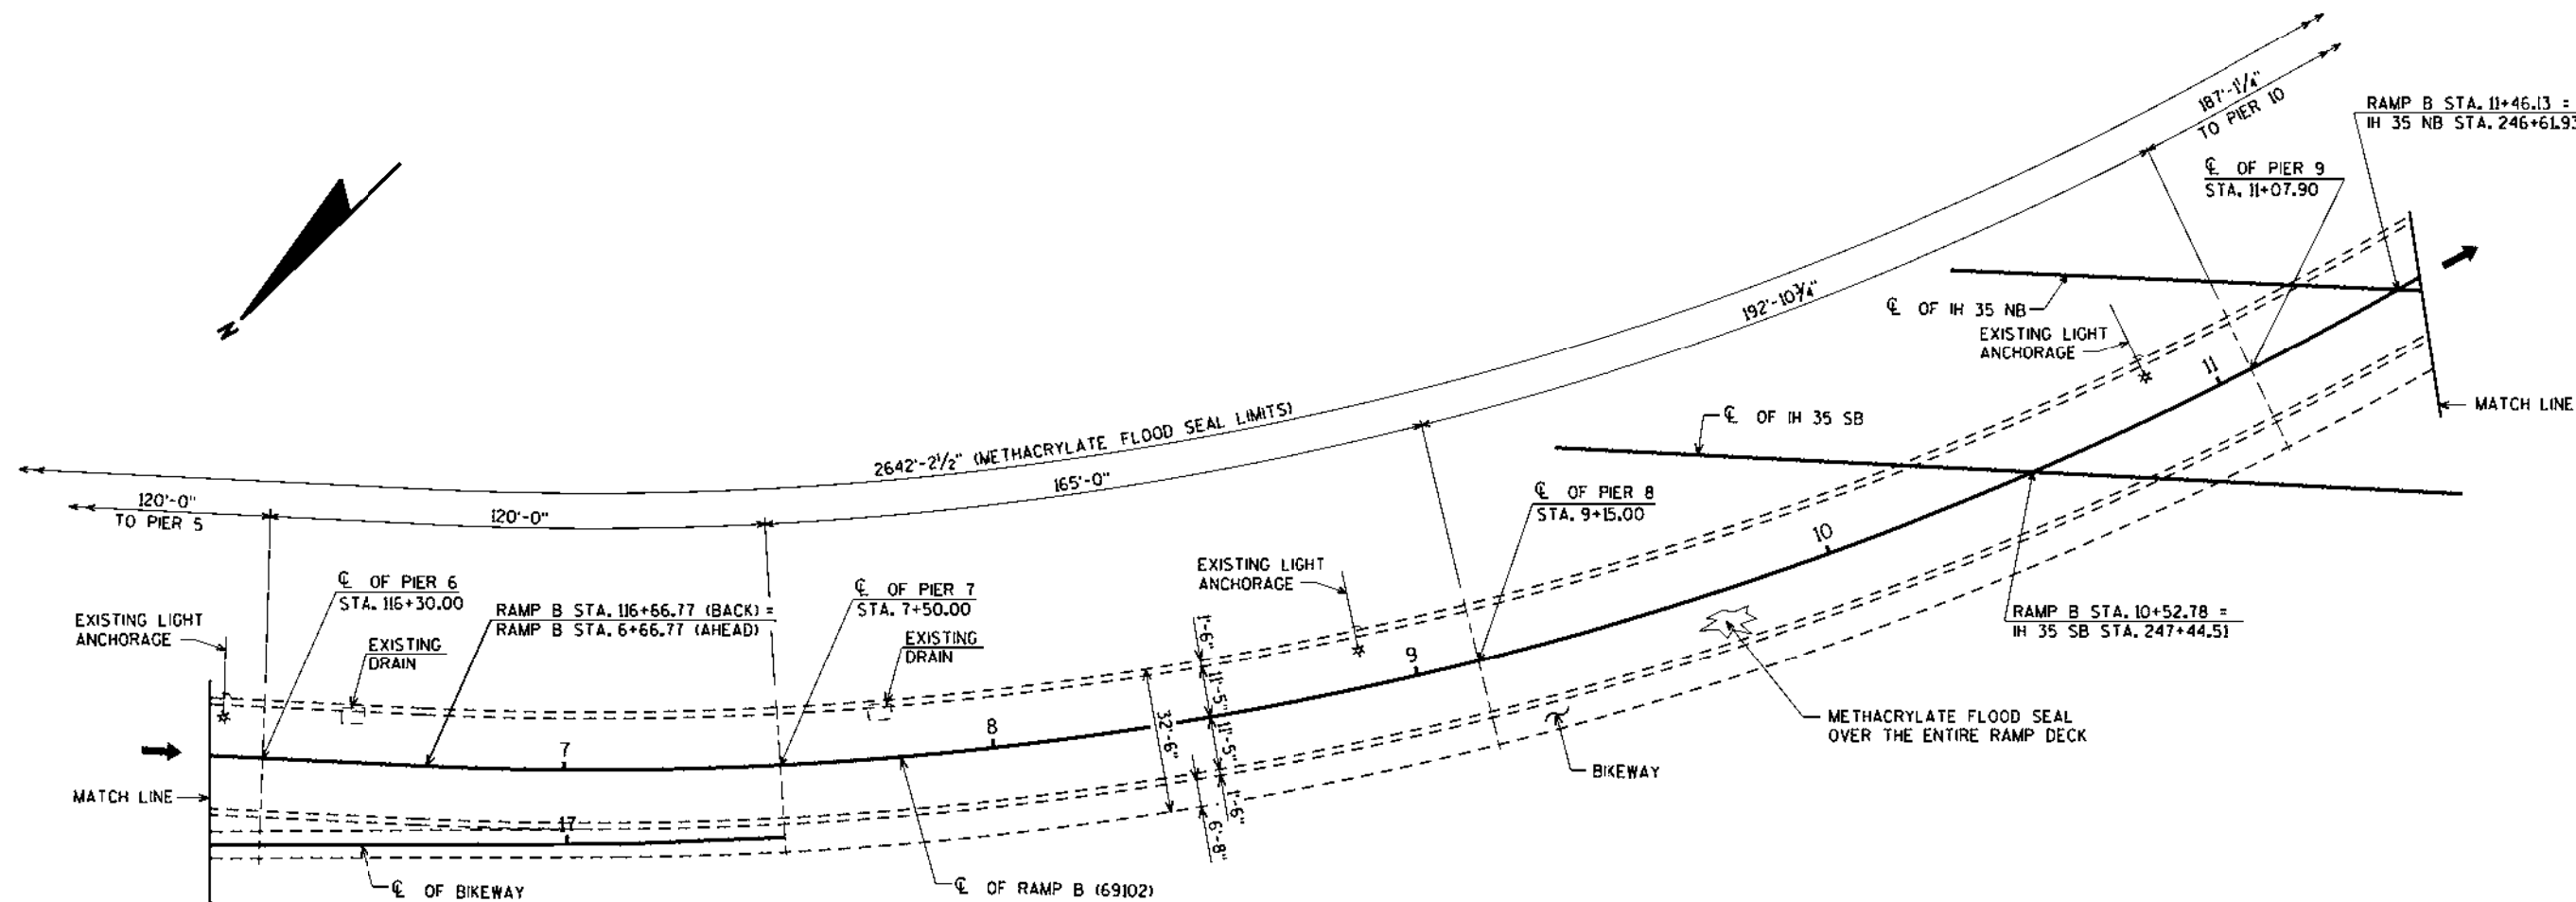 187'-1 1/4"
TO PIER 10
RAMP B STA. 11+46.13 =
IH 35 NB STA. 246+61.93
℄ OF PIER 9
STA. 11+07.90
N
℄ OF IH 35 NB
EXISTING LIGHT
ANCHORAGE
192'-10 3/4"
11
MATCH LINE
℄ OF IH 35 SB
2642'-2 1/2" (METHACRYLATE FLOOD SEAL LIMITS)
165'-0"
120'-0"
TO PIER 5
120'-0"
℄ OF PIER 8
STA. 9+15.00
10
EXISTING LIGHT
ANCHORAGE
℄ OF PIER 6
STA. 116+30.00
RAMP B STA. 116+66.77 (BACK) =
RAMP B STA. 6+66.77 (AHEAD)
℄ OF PIER 7
STA. 7+50.00
EXISTING LIGHT
ANCHORAGE
EXISTING
DRAIN
EXISTING
DRAIN
RAMP B STA. 10+52.78 =
IH 35 SB STA. 247+44.51
9
1'-6"
11'-5"
11'-5"
32'-6"
1'-6"
6'-8"
8
7
METHACRYLATE FLOOD SEAL
OVER THE ENTIRE RAMP DECK
BIKEWAY
MATCH LINE
17
℄ OF BIKEWAY
℄ OF RAMP B (69102)